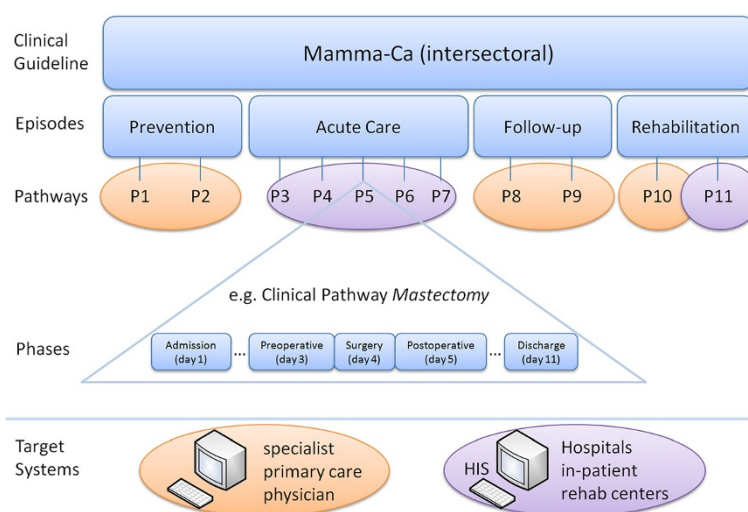 Clinical
Guideline
Mamma-Ca (intersectoral)
Episodes
Prevention
Acute Care
Follow-up
Rehabilitation
Pathways
P1
P2
P3
P4
P5
P6
P7
P8
P9
P10
P11
e.g. Clinical Pathway Mastectomy
Phases
Admission
(day 1)
...
Preoperative
(day 3)
Surgery
(day 4)
Postoperative
(day 5)
...
Discharge
(day 11)
Target
Systems
specialist
primary care
physician
HIS
Hospitals
in-patient
rehab centers